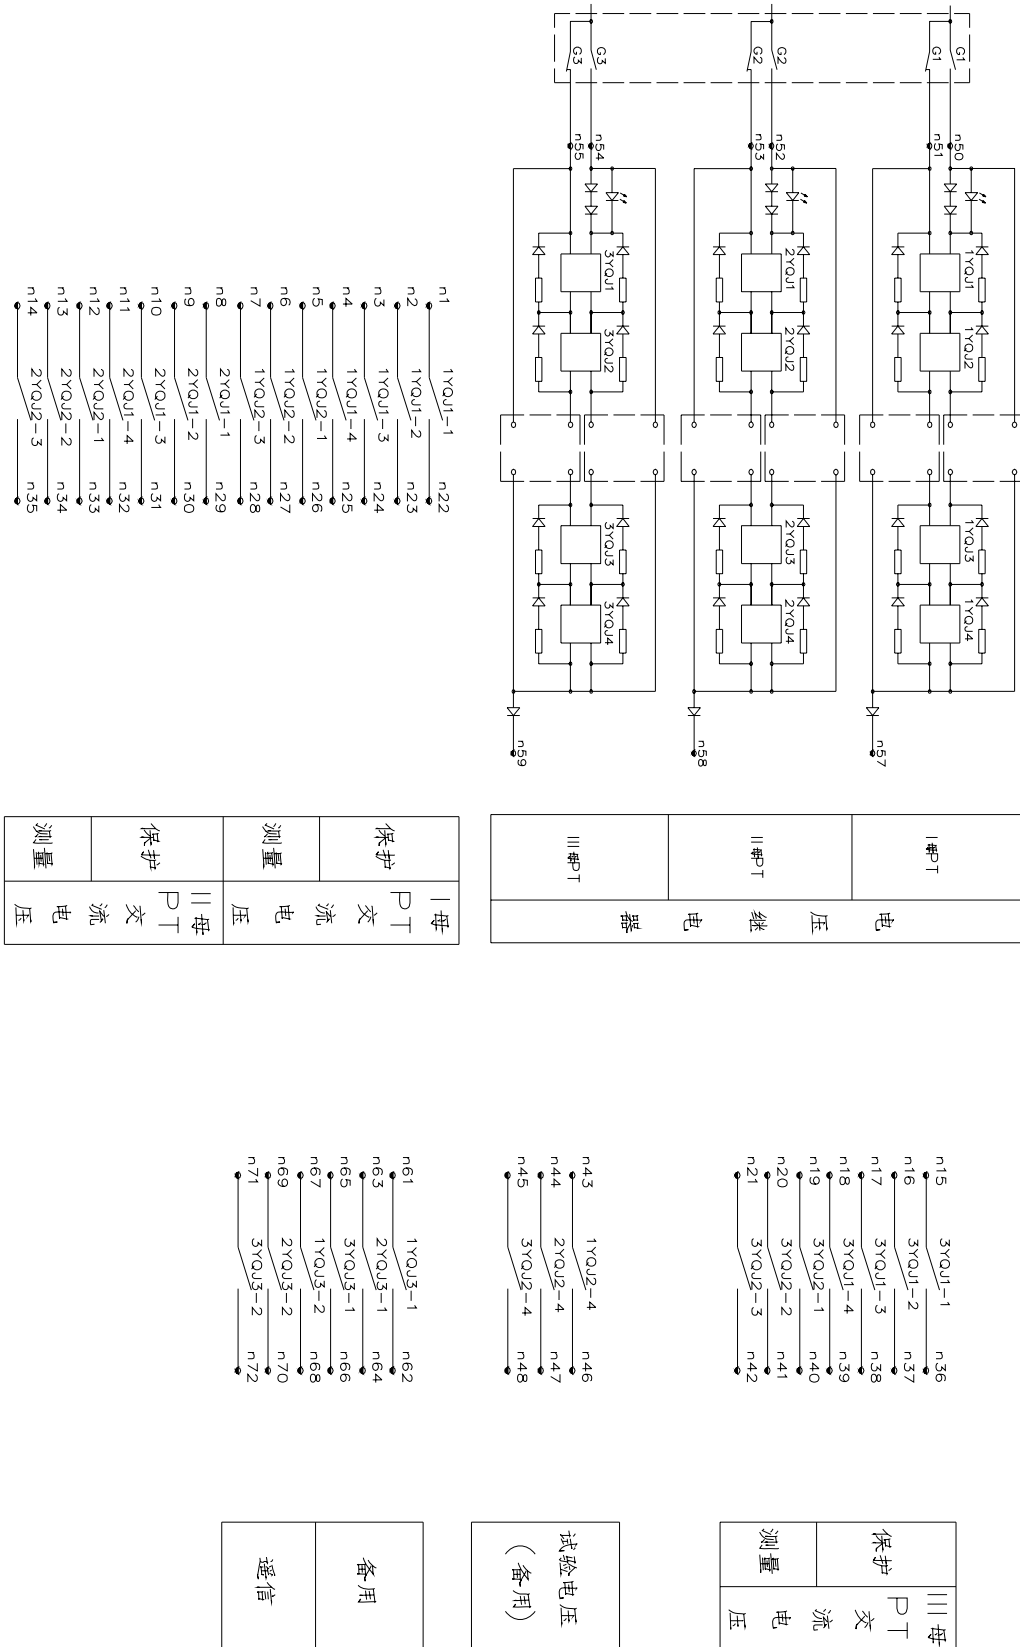 G1
G1
n50
n51
1YQJ1
1YQJ2
1YQJ3
1YQJ4
n57
I母PT
G2
G2
n52
n53
2YQJ1
2YQJ2
2YQJ3
2YQJ4
n58
II母PT
G3
G3
n54
n55
3YQJ1
3YQJ2
3YQJ3
3YQJ4
n59
III母PT
电压继电器
n1 1YQJ1-1 n22
n2 1YQJ1-2 n23
n3 1YQJ1-3 n24
n4 1YQJ1-4 n25
n5 1YQJ2-1 n26
n6 1YQJ2-2 n27
n7 1YQJ2-3 n28
n8 2YQJ1-1 n29
n9 2YQJ1-2 n30
n10 2YQJ1-3 n31
n11 2YQJ1-4 n32
n12 2YQJ2-1 n33
n13 2YQJ2-2 n34
n14 2YQJ2-3 n35
保护
测量
I母
PT
交
流
电
压
保护
测量
II母
PT
交
流
电
压
n15 3YQJ1-1 n36
n16 3YQJ1-2 n37
n17 3YQJ1-3 n38
n18 3YQJ1-4 n39
n19 3YQJ2-1 n40
n20 3YQJ2-2 n41
n21 3YQJ2-3 n42
保护
测量
III母
PT
交
流
电
压
n43 1YQJ2-4 n46
n44 2YQJ2-4 n47
n45 3YQJ2-4 n48
试验电压
(备用)
n61 1YQJ3-1 n62
n63 2YQJ3-1 n64
n65 3YQJ3-1 n66
n67 1YQJ3-2 n68
n69 2YQJ3-2 n70
n71 3YQJ3-2 n72
备用
遥信